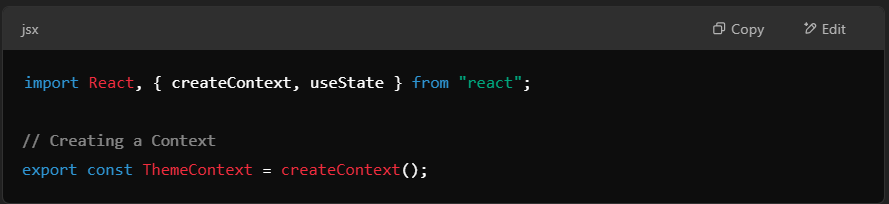 jsx Copy Edit
import React, { createContext, useState } from "react";
// Creating a Context
export const ThemeContext = createContext();